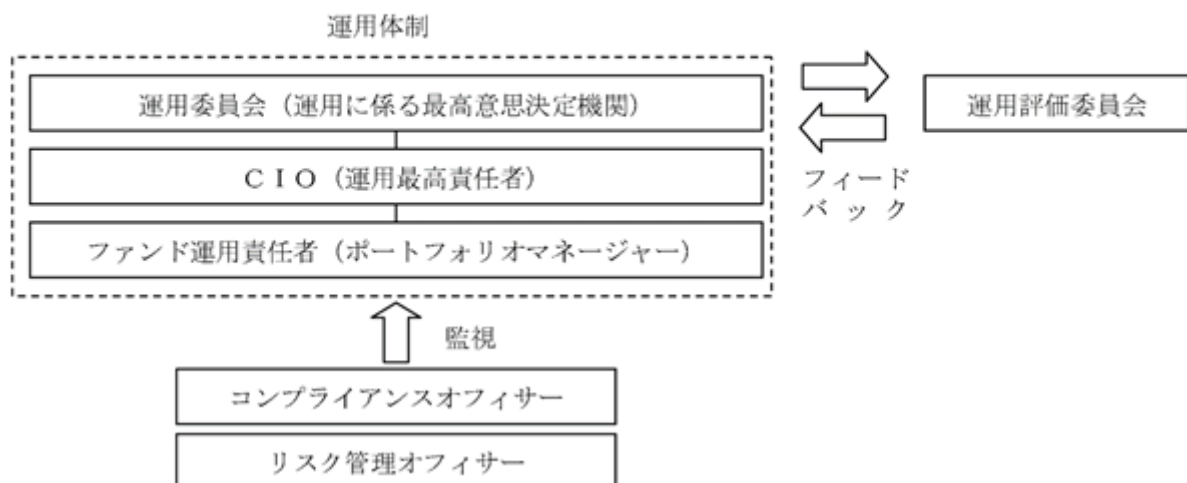 運用体制
運用委員会（運用に係る最高意思決定機関）
ＣＩＯ（運用最高責任者）
ファンド運用責任者（ポートフォリオマネージャー）
運用評価委員会
フィード
バック
監視
コンプライアンスオフィサー
リスク管理オフィサー